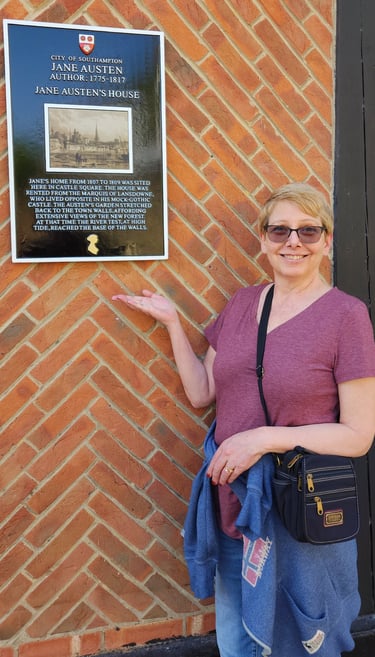 CITY OF SOUTHAMPTON
JANE AUSTEN
AUTHOR: 1775-1817
JANE AUSTEN'S HOUSE
JANE'S HOME FROM 1807 TO 1809 WAS SITED
HERE IN CASTLE SQUARE. THE HOUSE WAS
RENTED FROM THE MARQUIS OF LANSDOWNE,
WHO LIVED OPPOSITE IN HIS MOCK-GOTHIC
CASTLE. THE AUSTEN'S GARDEN STRETCHED
BACK TO THE TOWN WALLS, AFFORDING
EXTENSIVE VIEWS OF THE NEW FOREST.
AT THAT TIME THE RIVER TEST, AT HIGH
TIDE, REACHED THE BASE OF THE WALLS.